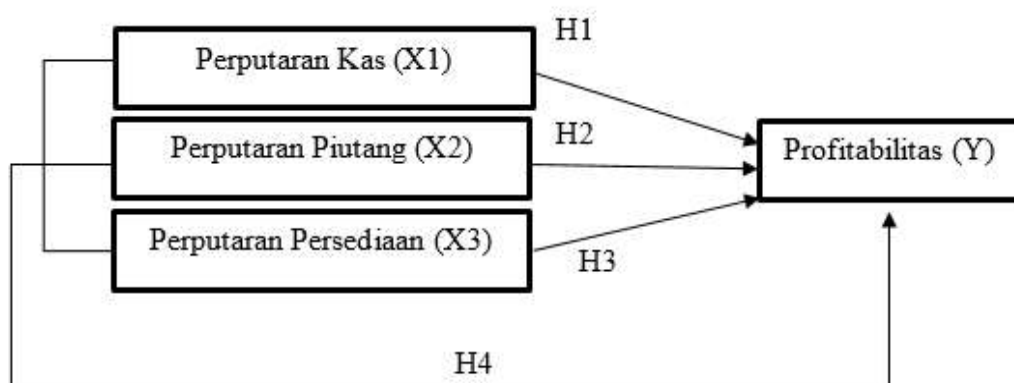 H1
Perputaran Kas (X1)
Perputaran Piutang (X2)
H2
Profitabilitas (Y)
Perputaran Persediaan (X3)
H3
H4